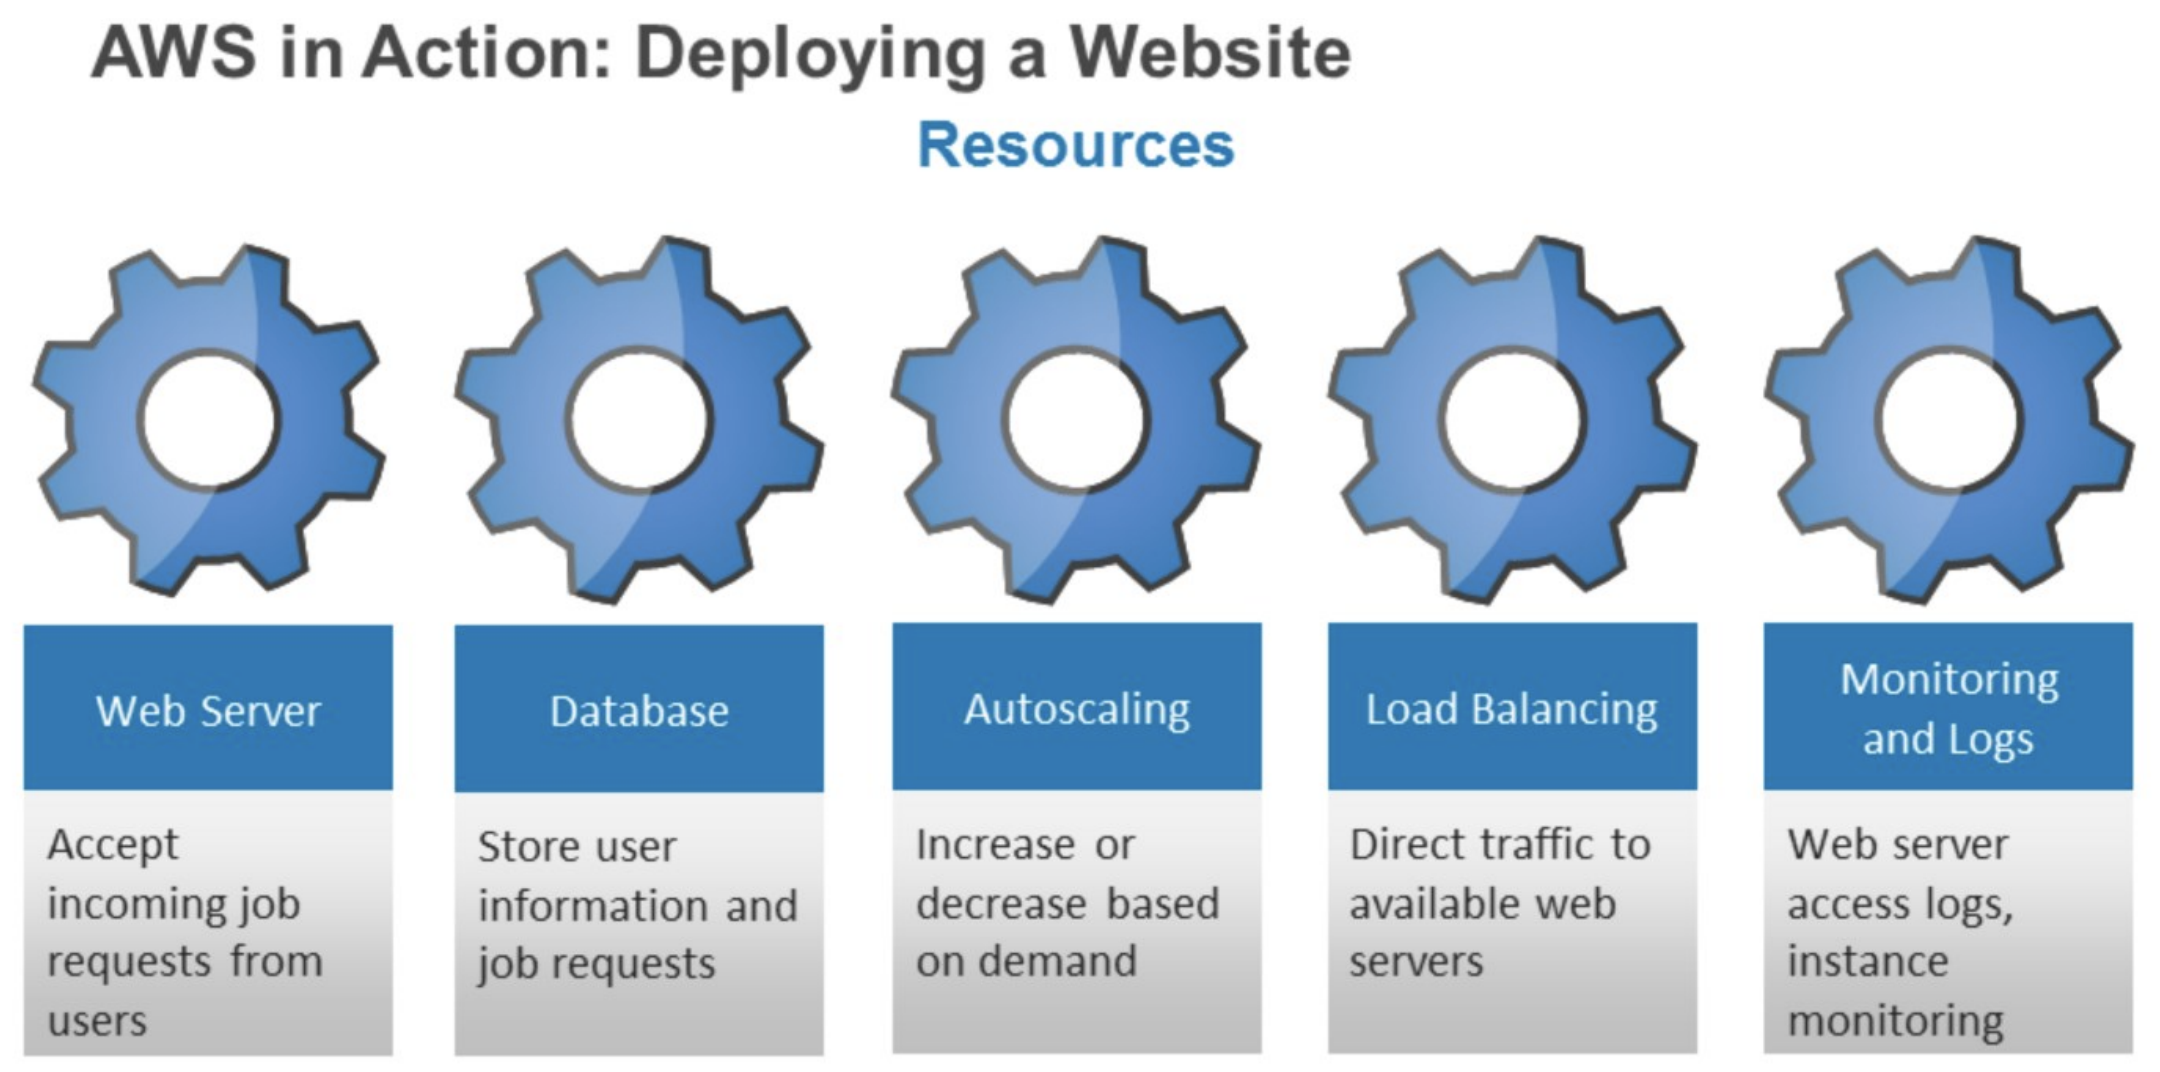 AWS in Action: Deploying a Website
Resources
Web Server
Accept
incoming job
requests from
users
Database
Store user
information and
job requests
Autoscaling
Increase or
decrease based
on demand
Load Balancing
Direct traffic to
available web
servers
Monitoring
and Logs
Web server
access logs,
instance
monitoring